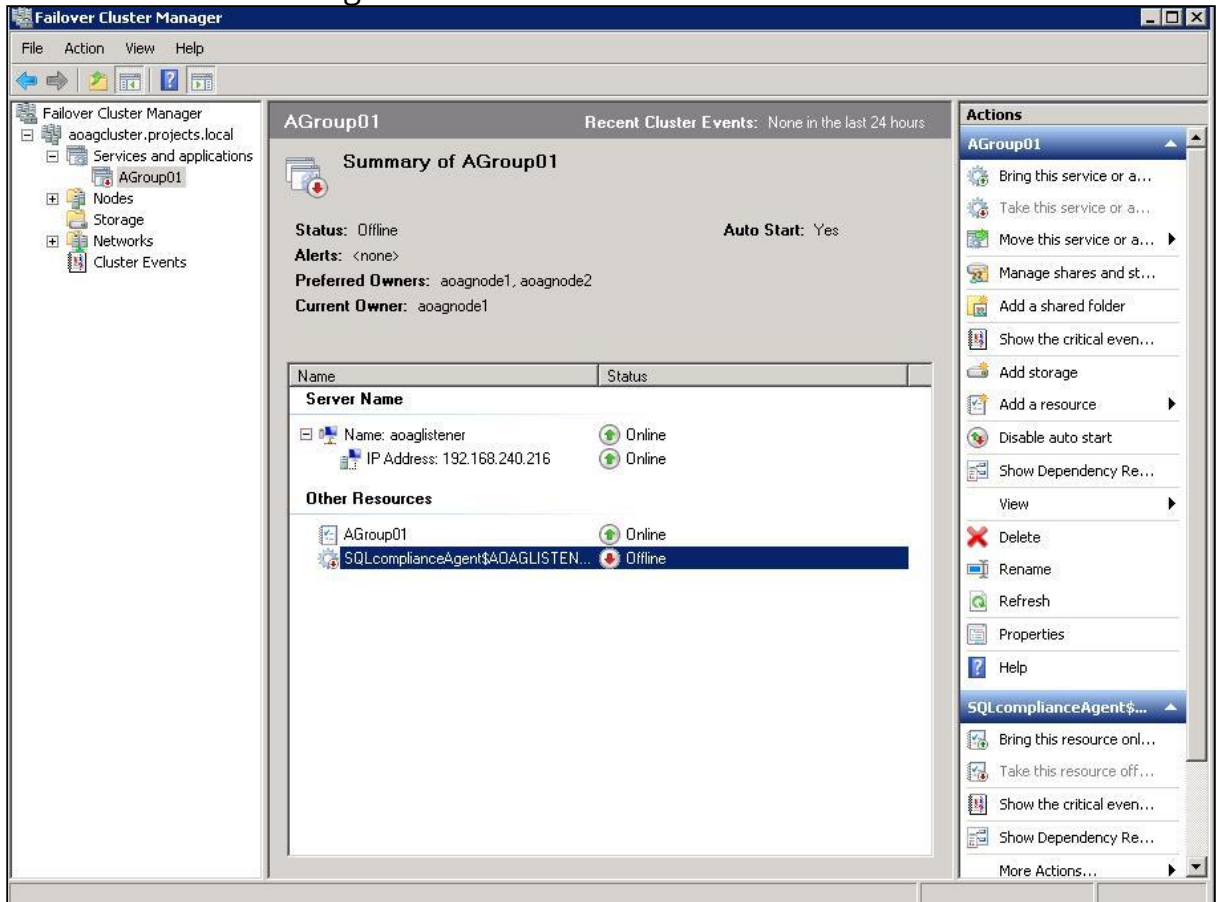 Failover Cluster Manager
File Action View Help
Failover Cluster Manager
aoagcluster.projects.local
Services and applications
AGroup01
Nodes
Storage
Networks
Cluster Events
AGroup01 Recent Cluster Events: None in the last 24 hours
Summary of AGroup01
Status: Offline Auto Start: Yes
Alerts: <none>
Preferred Owners: aoagnode1, aoagnode2
Current Owner: aoagnode1
Name Status
Server Name
Name: aoaglistener Online
IP Address: 192.168.240.216 Online
Other Resources
AGroup01 Online
SQLcomplianceAgent$AOAGLISTEN... Offline
Actions
AGroup01
Bring this service or a...
Take this service or a...
Move this service or a...
Manage shares and st...
Add a shared folder
Show the critical even...
Add storage
Add a resource
Disable auto start
Show Dependency Re...
View
Delete
Rename
Refresh
Properties
Help
SQLcomplianceAgent$...
Bring this resource onl...
Take this resource off...
Show the critical even...
Show Dependency Re...
More Actions...